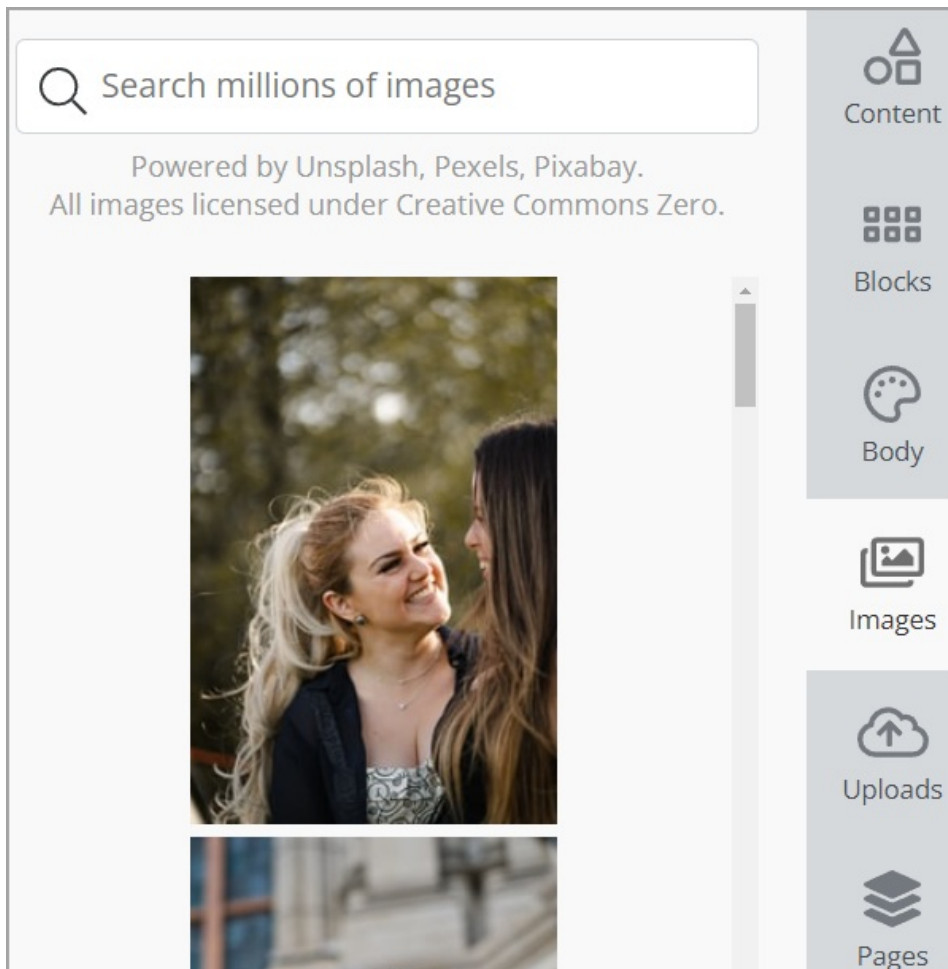 Search millions of images
Powered by Unsplash, Pexels, Pixabay.
All images licensed under Creative Commons Zero.
Content
Blocks
Body
Images
Uploads
Pages